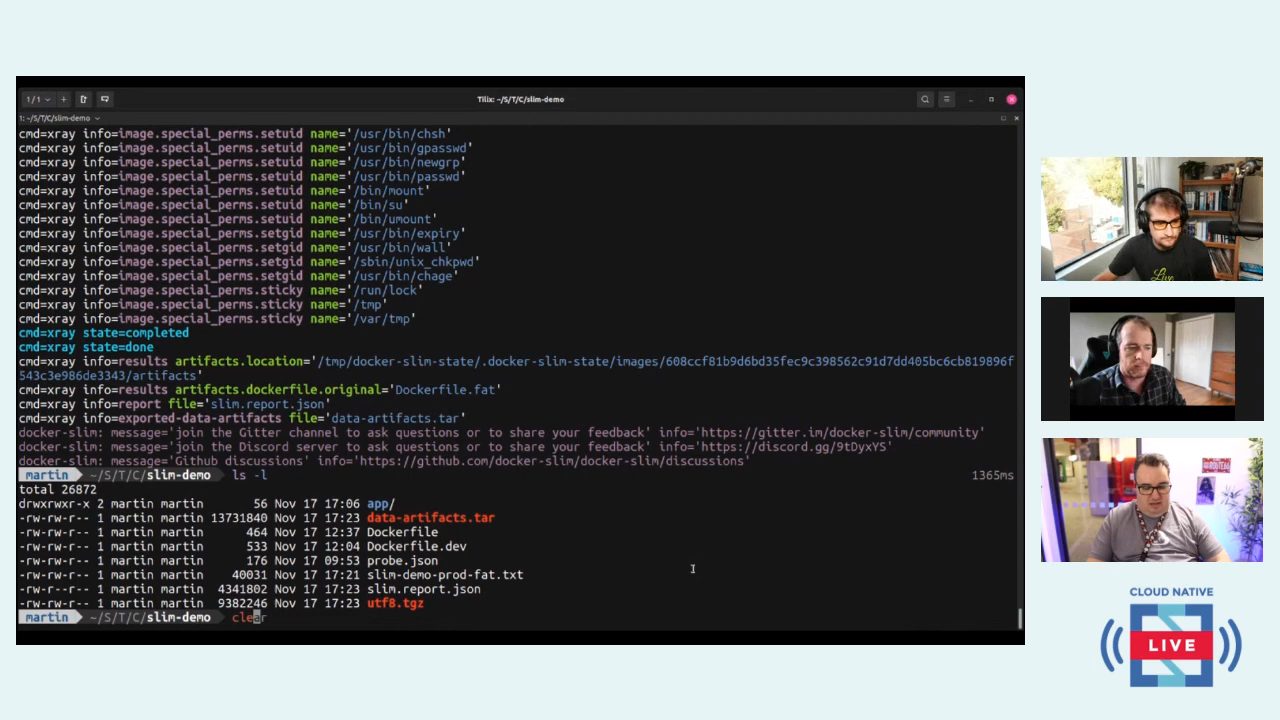 1/1
Tilix: ~/S/T/C/slim-demo
1: ~/S/T/C/slim-demo
cmd=xray info=image.special_perms.setuid name='/usr/bin/chsh'
cmd=xray info=image.special_perms.setuid name='/usr/bin/gpasswd'
cmd=xray info=image.special_perms.setuid name='/usr/bin/newgrp'
cmd=xray info=image.special_perms.setuid name='/usr/bin/passwd'
cmd=xray info=image.special_perms.setuid name='/bin/mount'
cmd=xray info=image.special_perms.setuid name='/bin/su'
cmd=xray info=image.special_perms.setuid name='/bin/umount'
cmd=xray info=image.special_perms.setgid name='/usr/bin/expiry'
cmd=xray info=image.special_perms.setgid name='/usr/bin/wall'
cmd=xray info=image.special_perms.setgid name='/sbin/unix_chkpwd'
cmd=xray info=image.special_perms.setgid name='/usr/bin/chage'
cmd=xray info=image.special_perms.sticky name='/run/lock'
cmd=xray info=image.special_perms.sticky name='/tmp'
cmd=xray info=image.special_perms.sticky name='/var/tmp'
cmd=xray state=completed
cmd=xray state=done
cmd=xray info=results artifacts.location='/tmp/docker-slim-state/.docker-slim-state/images/608ccf81b9d6bd35fec9c398562c91d7dd405bc6cb819896f
543c3e986de3343/artifacts'
cmd=xray info=results artifacts.dockerfile.original='Dockerfile.fat'
cmd=xray info=report file='slim.report.json'
cmd=xray info=exported-data-artifacts file='data-artifacts.tar'
docker-slim: message='join the Gitter channel to ask questions or to share your feedback' info='https://gitter.im/docker-slim/community'
docker-slim: message='join the Discord server to ask questions or to share your feedback' info='https://discord.gg/9tDyxYS'
docker-slim: message='Github discussions' info='https://github.com/docker-slim/docker-slim/discussions'
martin ~/S/T/C/slim-demo ls -l 1365ms
total 26872
drwxrwxr-x 2 martin martin 56 Nov 17 17:06 app/
-rw-rw-r-- 1 martin martin 13731840 Nov 17 17:23 data-artifacts.tar
-rw-rw-r-- 1 martin martin 464 Nov 17 12:37 Dockerfile
-rw-rw-r-- 1 martin martin 533 Nov 17 12:04 Dockerfile.dev
-rw-rw-r-- 1 martin martin 176 Nov 17 09:53 probe.json
-rw-rw-r-- 1 martin martin 40031 Nov 17 17:21 slim-demo-prod-fat.txt
-rw-r--r-- 1 martin martin 4341802 Nov 17 17:23 slim.report.json
-rw-rw-r-- 1 martin martin 9382246 Nov 17 17:23 utf8.tgz
martin ~/S/T/C/slim-demo clear
CLOUD NATIVE
LIVE